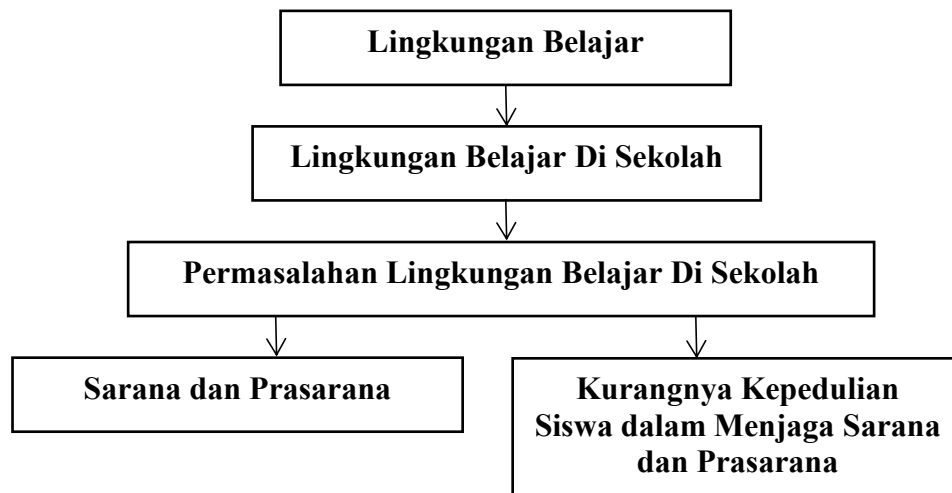 Lingkungan Belajar
Lingkungan Belajar Di Sekolah
Permasalahan Lingkungan Belajar Di Sekolah
Sarana dan Prasarana
Kurangnya Kepedulian
Siswa dalam Menjaga Sarana
dan Prasarana